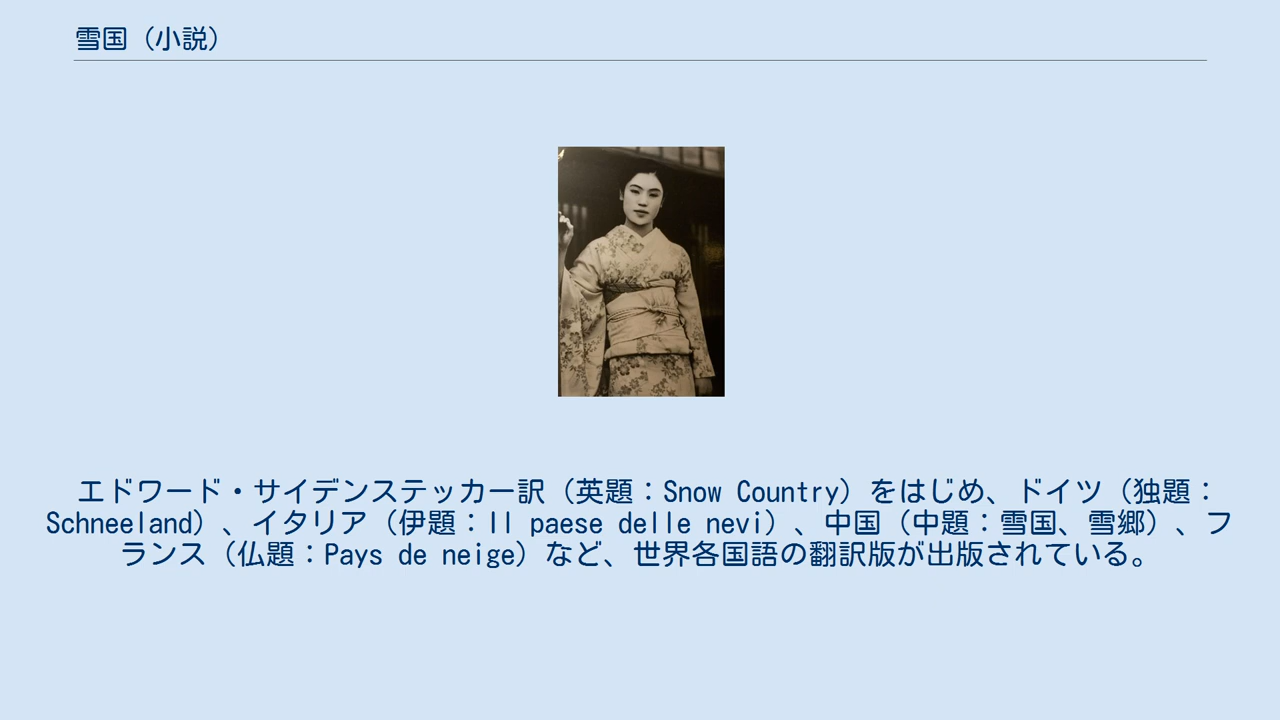 雪国（小説）
エドワード・サイデンステッカー訳（英題：Snow Country）をはじめ、ドイツ（独題：
Schneeland）、イタリア（伊題：Il paese delle nevi）、中国（中題：雪国、雪郷）、フ
ランス（仏題：Pays de neige）など、世界各国語の翻訳版が出版されている。